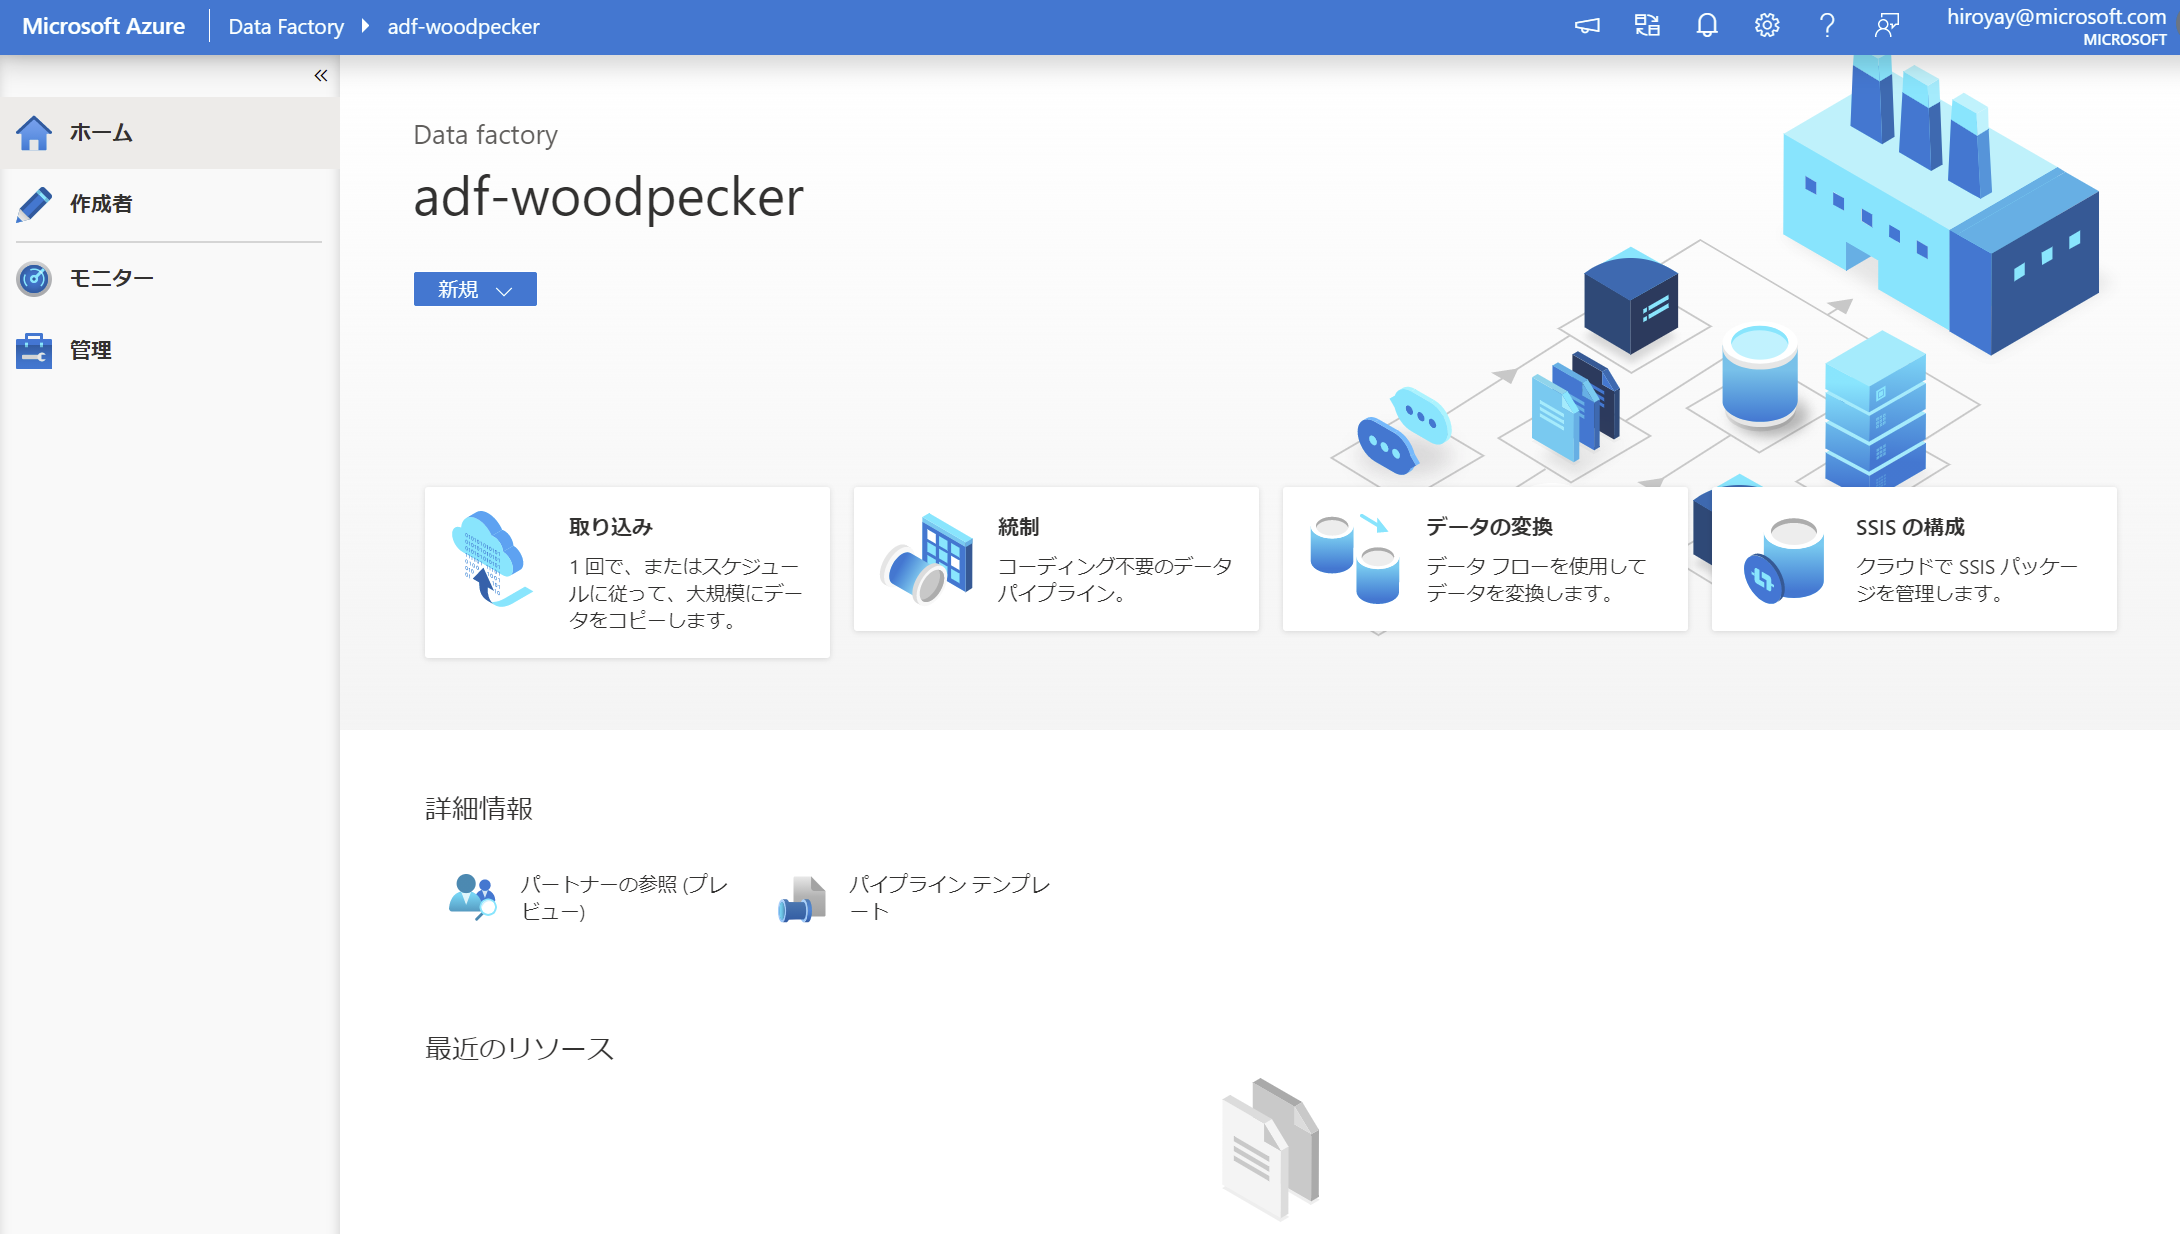 Microsoft Azure
Data Factory
adf-woodpecker
hiroyay@microsoft.com
MICROSOFT
ホーム
作成者
モニター
管理
Data factory
adf-woodpecker
新規
取り込み
1 回で、またはスケジュー
ルに従って、大規模にデー
タをコピーします。
統制
コーディング不要のデータ
パイプライン。
データの変換
データ フローを使用して
データを変換します。
SSIS の構成
クラウドで SSIS パッケー
ジを管理します。
詳細情報
パートナーの参照 (プレ
ビュー)
パイプライン テンプレ
ート
最近のリソース